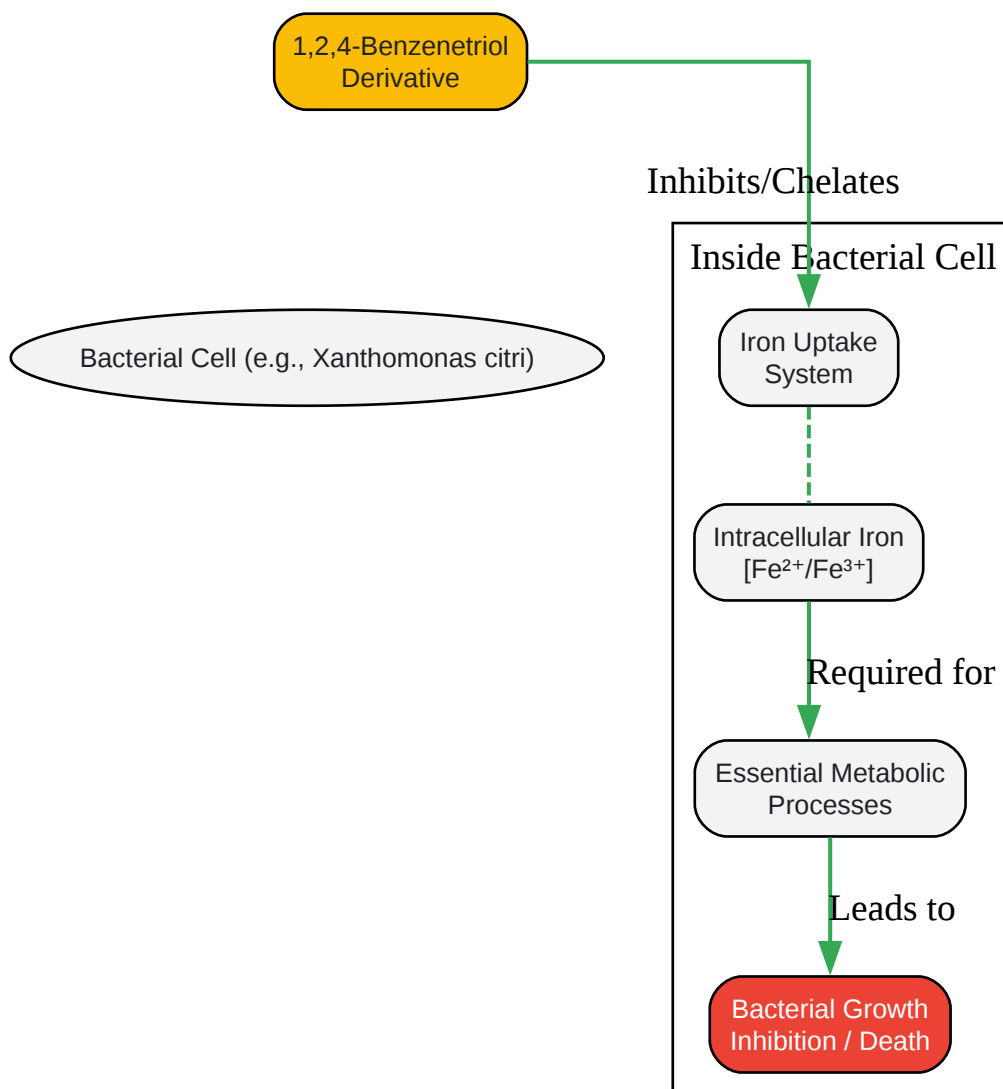 1,2,4-Benzenetriol
Derivative
Inhibits/Chelates
Inside Bacterial Cell
Bacterial Cell (e.g., Xanthomonas citri)
Iron Uptake
System
Intracellular Iron
[Fe²⁺/Fe³⁺]
Required for
Essential Metabolic
Processes
Leads to
Bacterial Growth
Inhibition / Death